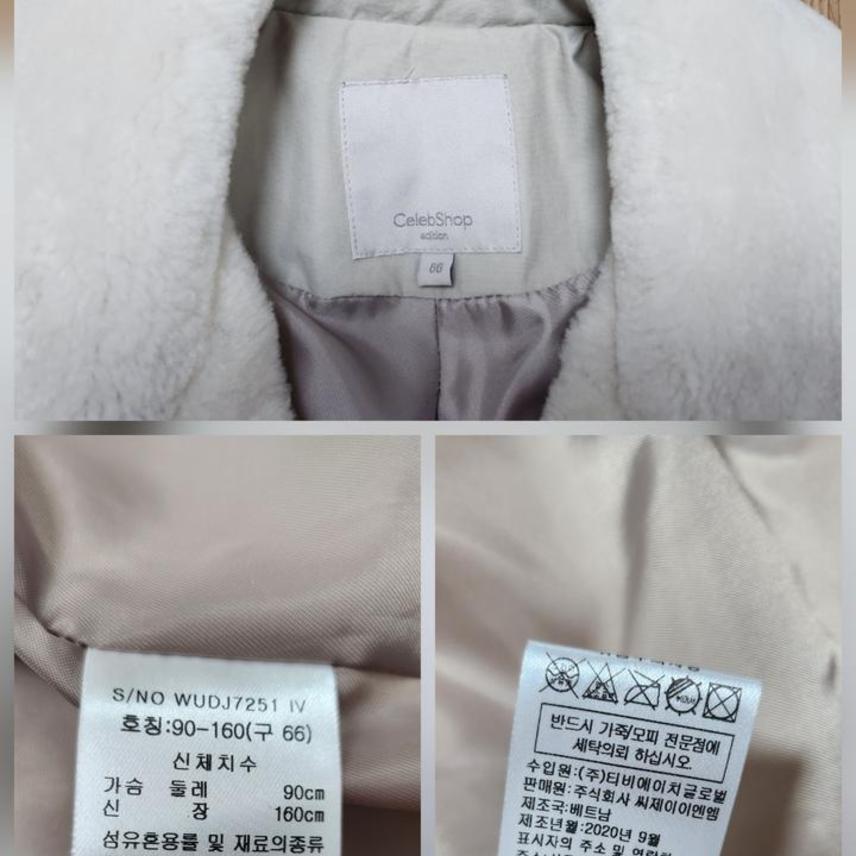 CelebShop
edition
66
S/NO WUDJ7251 IV
호칭:90-160(구 66)
신체치수
가슴 둘레 90cm
신 장 160cm
섬유혼용률 및 재료의종류
반드시 가죽/모피 전문점에
세탁의뢰 하십시오
수입원:(주)티비에이치글로벌
판매원:주식회사 씨제이이엔엠
제조국:베트남
제조년월:2020년 9월
표시자의 주소 및